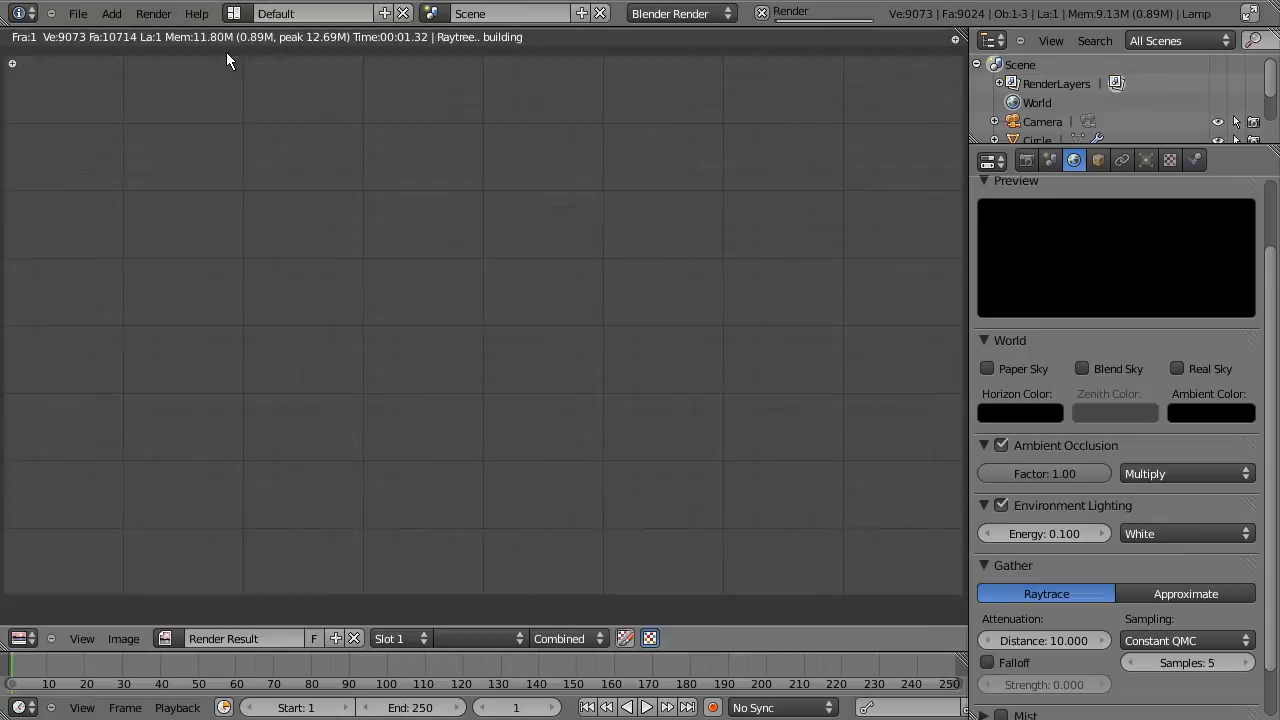 File Add Render Help Default Scene Blender Render Render Ve:9073 | Fa:9024 | Ob:1-3 | La:1 | Mem:9.13M (0.89M) | Lamp
Fra:1 Ve:9073 Fa:10714 La:1 Mem:11.80M (0.89M, peak 12.69M) Time:00:01.32 | Raytree.. building
View Search All Scenes
Scene
RenderLayers |
World
Camera |
Circle |
Preview
World
Paper Sky Blend Sky Real Sky
Horizon Color: Zenith Color: Ambient Color:
Ambient Occlusion
Factor: 1.00 Multiply
Environment Lighting
Energy: 0.100 White
Gather
Raytrace Approximate
Attenuation: Sampling:
Distance: 10.000 Constant QMC
Falloff Samples: 5
Strength: 0.000
Mist
View Image Render Result F Slot 1 Combined
0 10 20 30 40 50 60 70 80 90 100 110 120 130 140 150 160 170 180 190 200 210 220 230 240 250
View Frame Playback Start: 1 End: 250 1 No Sync